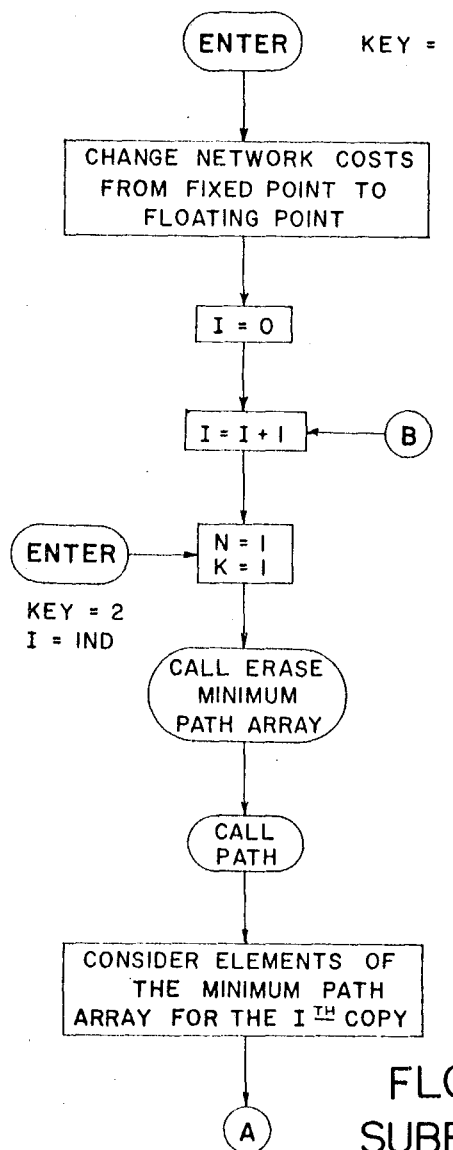 ENTER KEY =
CHANGE NETWORK COSTS
FROM FIXED POINT TO
FLOATING POINT
I = 0
I = I + 1
B
ENTER
N = 1
K = 1
KEY = 2
I = IND
CALL ERASE
MINIMUM
PATH ARRAY
CALL
PATH
CONSIDER ELEMENTS OF
THE MINIMUM PATH
ARRAY FOR THE I TH COPY
A